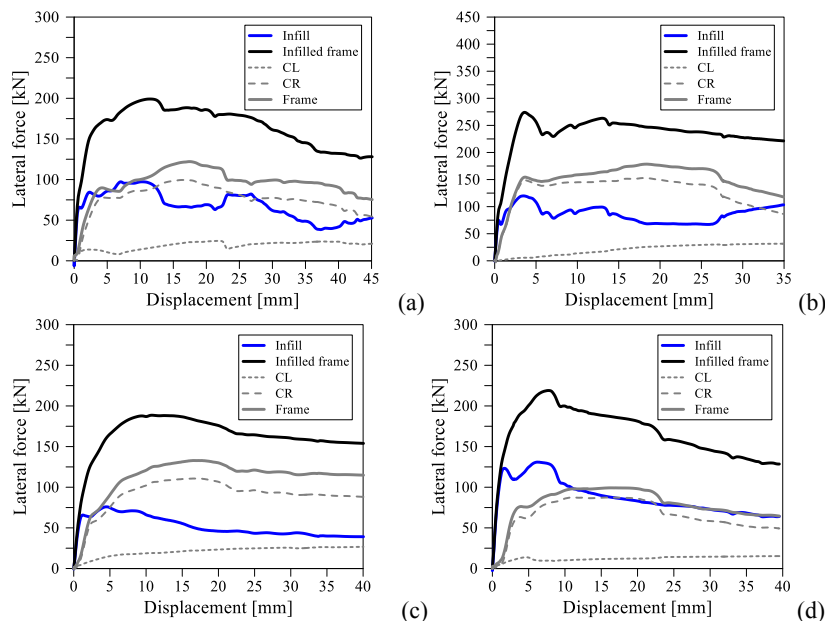 300
250
200
150
100
50
0
Lateral force [kN]
Infill
Infilled frame
CL
CR
Frame
0 5 10 15 20 25 30 35 40 45
Displacement [mm]
(a)
450
400
350
300
250
200
150
100
50
0
Lateral force [kN]
Infill
Infilled frame
CL
CR
Frame
0 5 10 15 20 25 30 35
Displacement [mm]
(b)
300
250
200
150
100
50
0
Lateral force [kN]
Infill
Infilled frame
CL
CR
Frame
0 5 10 15 20 25 30 35 40
Displacement [mm]
(c)
300
250
200
150
100
50
0
Lateral force [kN]
Infill
Infilled frame
CL
CR
Frame
0 5 10 15 20 25 30 35 40
Displacement [mm]
(d)